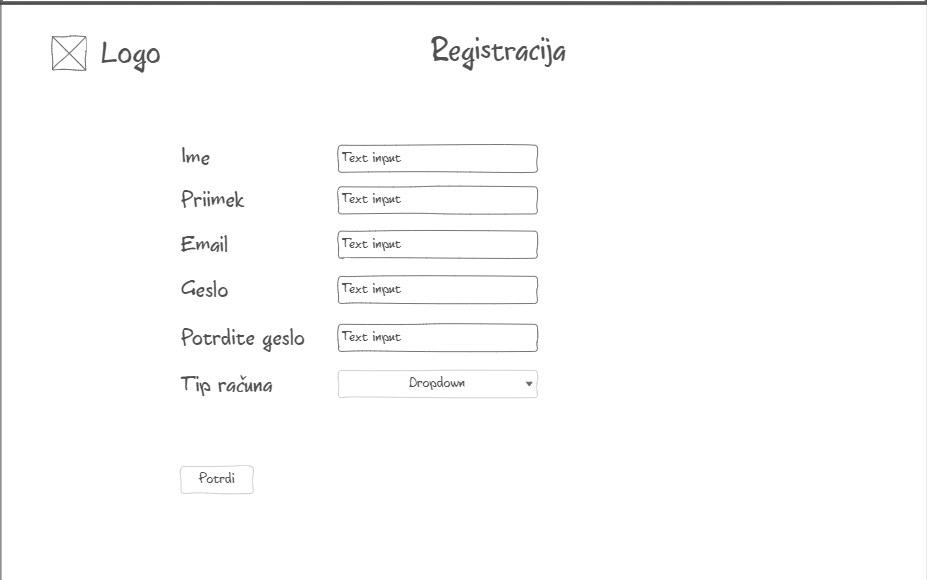 Logo
Registracija
Ime Text input
Priimek Text input
Email Text input
Geslo Text input
Potrdite geslo Text input
Tip računa Dropdown
Potrdi